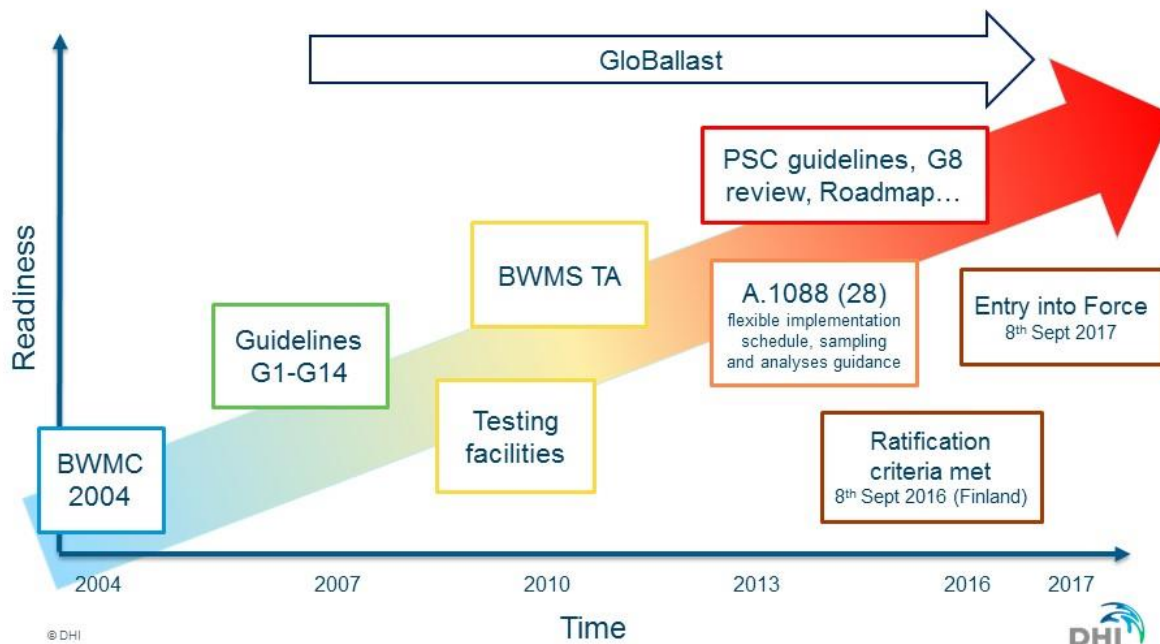 GloBallast
PSC guidelines, G8
review, Roadmap…
Readiness
BWMS TA
A.1088 (28)
flexible implementation
schedule, sampling
and analyses guidance
Entry into Force
8th Sept 2017
Guidelines
G1-G14
Testing
facilities
Ratification
criteria met
8th Sept 2016 (Finland)
BWMC
2004
2004 2007 2010 2013 2016 2017
Time
© DHI
DHI